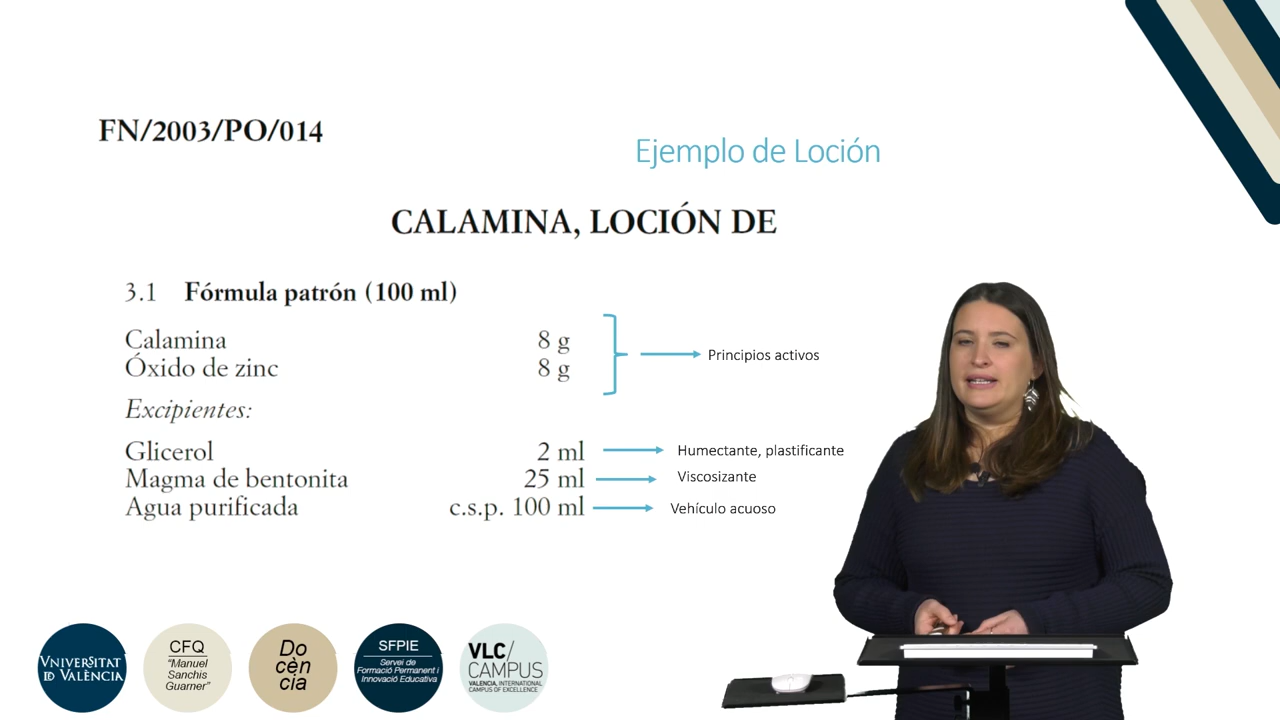 FN/2003/PO/014
Ejemplo de Loción
CALAMINA, LOCIÓN DE
3.1 Fórmula patrón (100 ml)
Calamina 8 g
Óxido de zinc 8 g
Principios activos
Excipientes:
Glicerol 2 ml Humectante, plastificante
Magma de bentonita 25 ml Viscosizante
Agua purificada c.s.p. 100 ml Vehículo acuoso
VNIVERSITAT
ID VALÈNCIA
CFQ
“Manuel
Sanchis
Guarner”
Do
cèn
cia
SFPIE
Servei de
Formació Permanent i
Innovació Educativa
VLC/
CAMPUS
VALENCIA, INTERNATIONAL
CAMPUS OF EXCELLENCE